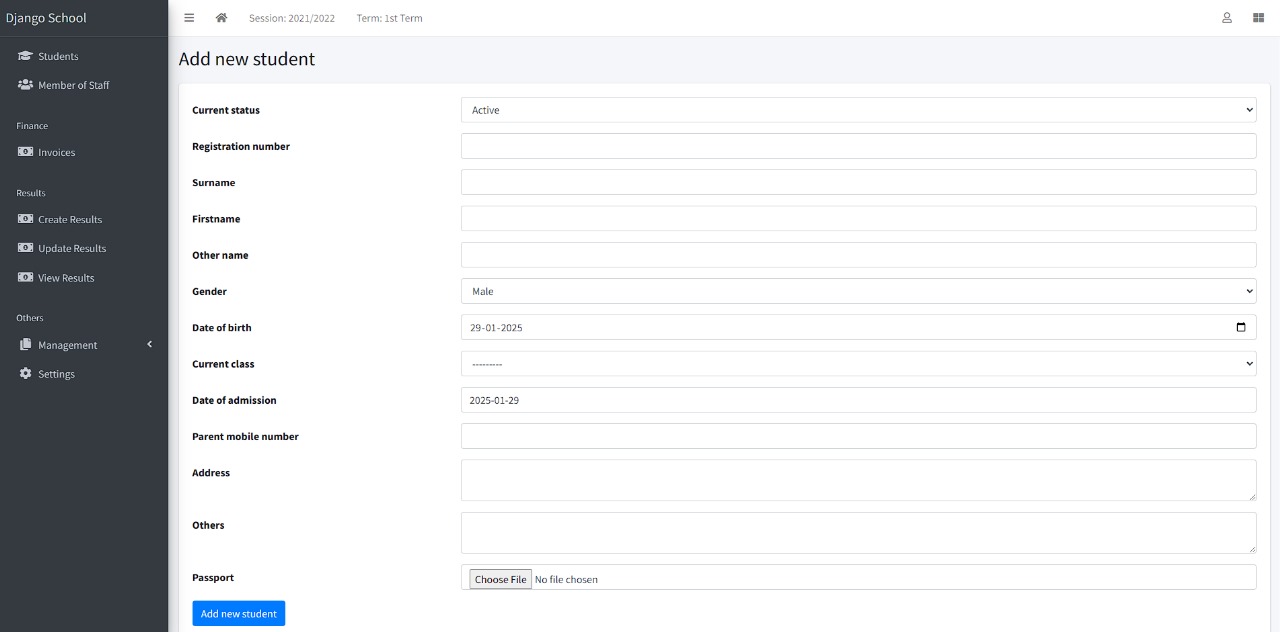 Django School
Session: 2021/2022 Term: 1st Term
Students
Member of Staff
Finance
Invoices
Results
Create Results
Update Results
View Results
Others
Management
Settings
Add new student
Current status Active
Registration number
Surname
Firstname
Other name
Gender Male
Date of birth 29-01-2025
Current class ---------
Date of admission 2025-01-29
Parent mobile number
Address
Others
Passport Choose File No file chosen
Add new student